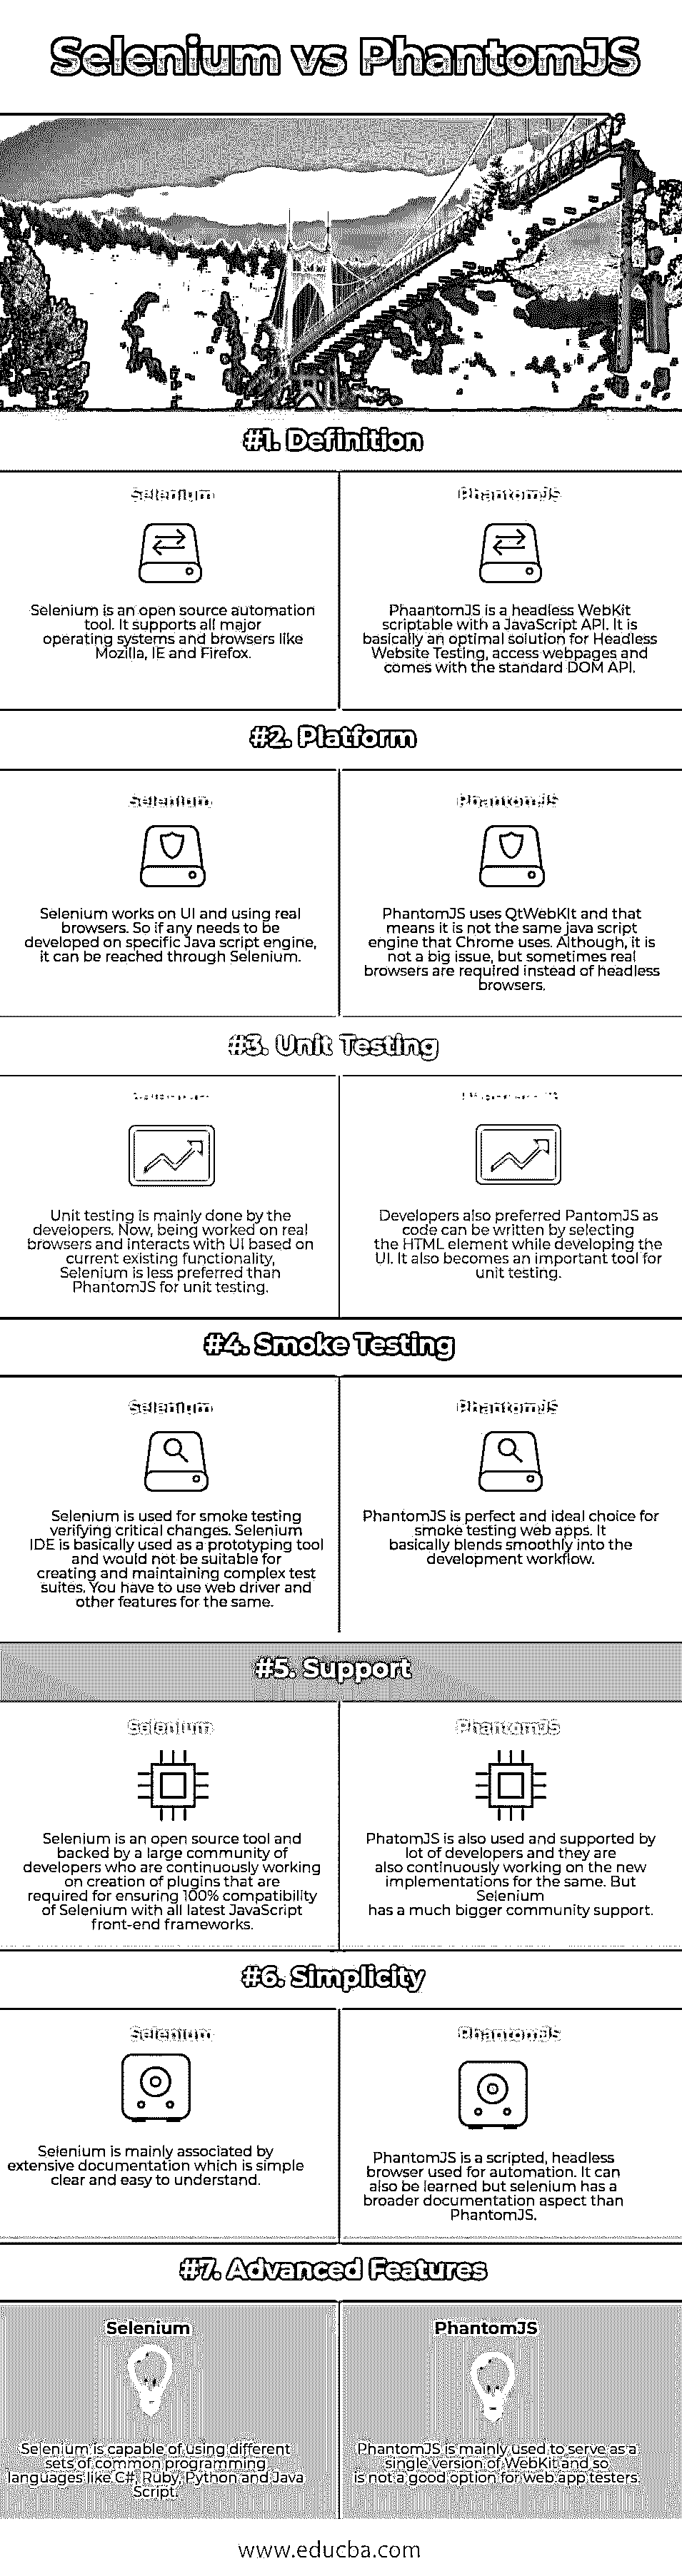 Selenium vs PhantomJS
#1. Definition
Selenium
PhantomJS
Selenium is an open source automation
tool. It supports all major
operating systems and browsers like
Mozilla, IE and Firefox.
PhaantomJS is a headless WebKit
scriptable with a JavaScript API. It is
basically an optimal solution for Headless
Website Testing, access webpages and
comes with the standard DOM API.
#2. Platform
Selenium
PhantomJS
Selenium works on UI and using real
browsers. So if any needs to be
developed on specific Java script engine,
it can be reached through Selenium.
PhantomJS uses QtWebKit and that
means it is not the same java script
engine that Chrome uses. Although, it is
not a big issue, but sometimes real
browsers are required instead of headless
browsers.
#3. Unit Testing
Unit testing is mainly done by the
developers. Now, being worked on real
browsers and interacts with UI based on
current existing functionality,
Selenium is less preferred than
PhantomJS for unit testing.
Developers also preferred PantomJS as
code can be written by selecting
the HTML element while developing the
UI. It also becomes an important tool for
unit testing.
#4. Smoke Testing
Selenium
PhantomJS
Selenium is used for smoke testing
verifying critical changes. Selenium
IDE is basically used as a prototyping tool
and would not be suitable for
creating and maintaining complex test
suites. You have to use web driver and
other features for the same.
PhantomJS is perfect and ideal choice for
smoke testing web apps. It
basically blends smoothly into the
development workflow.
#5. Support
Selenium
PhantomJS
Selenium is an open source tool and
backed by a large community of
developers who are continuously working
on creation of plugins that are
required for ensuring 100% compatibility
of Selenium with all latest JavaScript
front-end frameworks.
PhatomJS is also used and supported by
lot of developers and they are
also continuously working on the new
implementations for the same. But
Selenium
has a much bigger community support.
#6. Simplicity
Selenium
PhantomJS
Selenium is mainly associated by
extensive documentation which is simple
clear and easy to understand.
PhantomJS is a scripted, headless
browser used for automation. It can
also be learned but selenium has a
broader documentation aspect than
PhantomJS.
#7. Advanced Features
Selenium
PhantomJS
Selenium is capable of using different
sets of common programming
languages like C#, Ruby, Python and Java
Script.
PhantomJS is mainly used to serve as a
single version of WebKit and so
is not a good option for web app testers.
www.educba.com